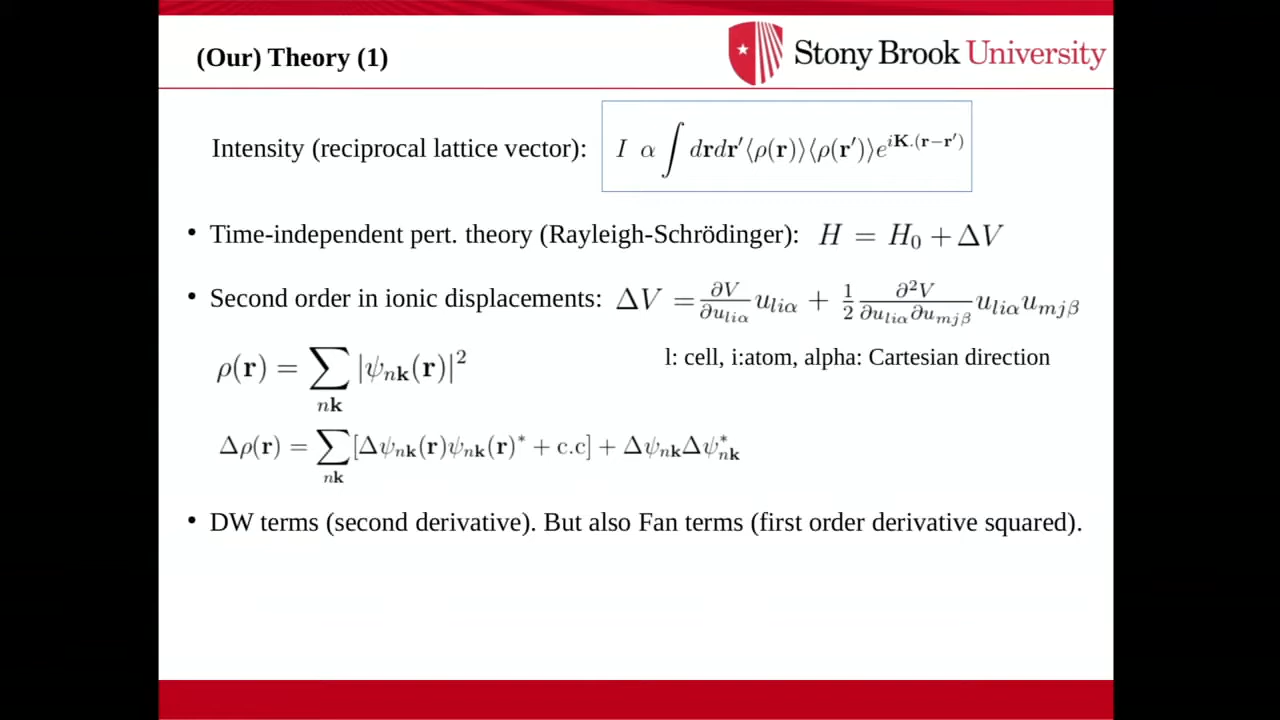 (Our) Theory (1)
Stony Brook University
Intensity (reciprocal lattice vector): I α ∫ d𝐫d𝐫′⟨ρ(𝐫)⟩⟨ρ(𝐫′)⟩e^{i𝐊.(𝐫−𝐫′)}
• Time-independent pert. theory (Rayleigh-Schrödinger): H = H₀ + ΔV
• Second order in ionic displacements: ΔV = ∂V/∂u_{liα} u_{liα} + 1/2 ∂²V/∂u_{liα}∂u_{mjβ} u_{liα}u_{mjβ}
l: cell, i:atom, alpha: Cartesian direction
ρ(𝐫) = ∑_{n𝐤} |ψ_{n𝐤}(𝐫)|²
Δρ(𝐫) = ∑_{n𝐤} [Δψ_{n𝐤}(𝐫)ψ_{n𝐤}(𝐫)* + c.c] + Δψ_{n𝐤}Δψ*_{n𝐤}
• DW terms (second derivative). But also Fan terms (first order derivative squared).